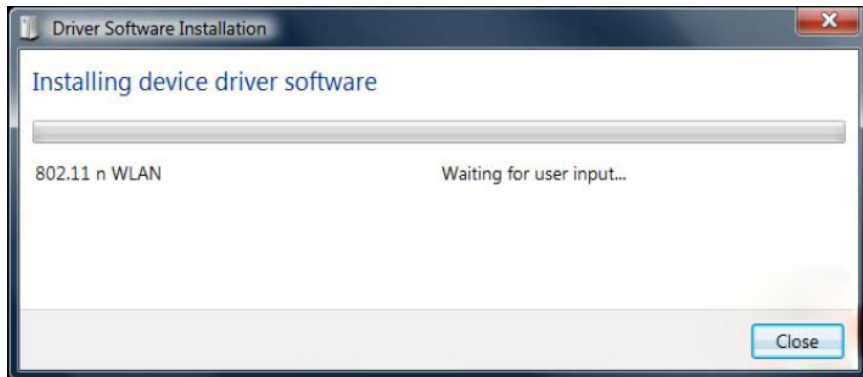 Driver Software Installation
Installing device driver software
802.11 n WLAN Waiting for user input...
Close